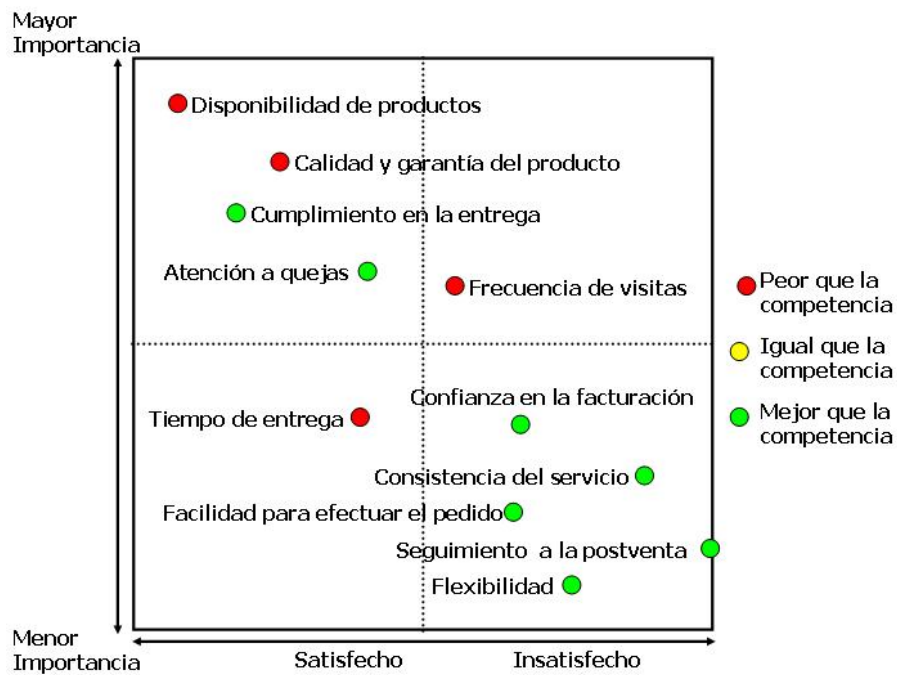 Mayor
Importancia
Disponibilidad de productos
Calidad y garantía del producto
Cumplimiento en la entrega
Atención a quejas
Frecuencia de visitas
Peor que la
competencia
Igual que la
competencia
Mejor que la
competencia
Confianza en la facturación
Tiempo de entrega
Consistencia del servicio
Facilidad para efectuar el pedido
Seguimiento a la postventa
Flexibilidad
Menor
Importancia
Satisfecho
Insatisfecho